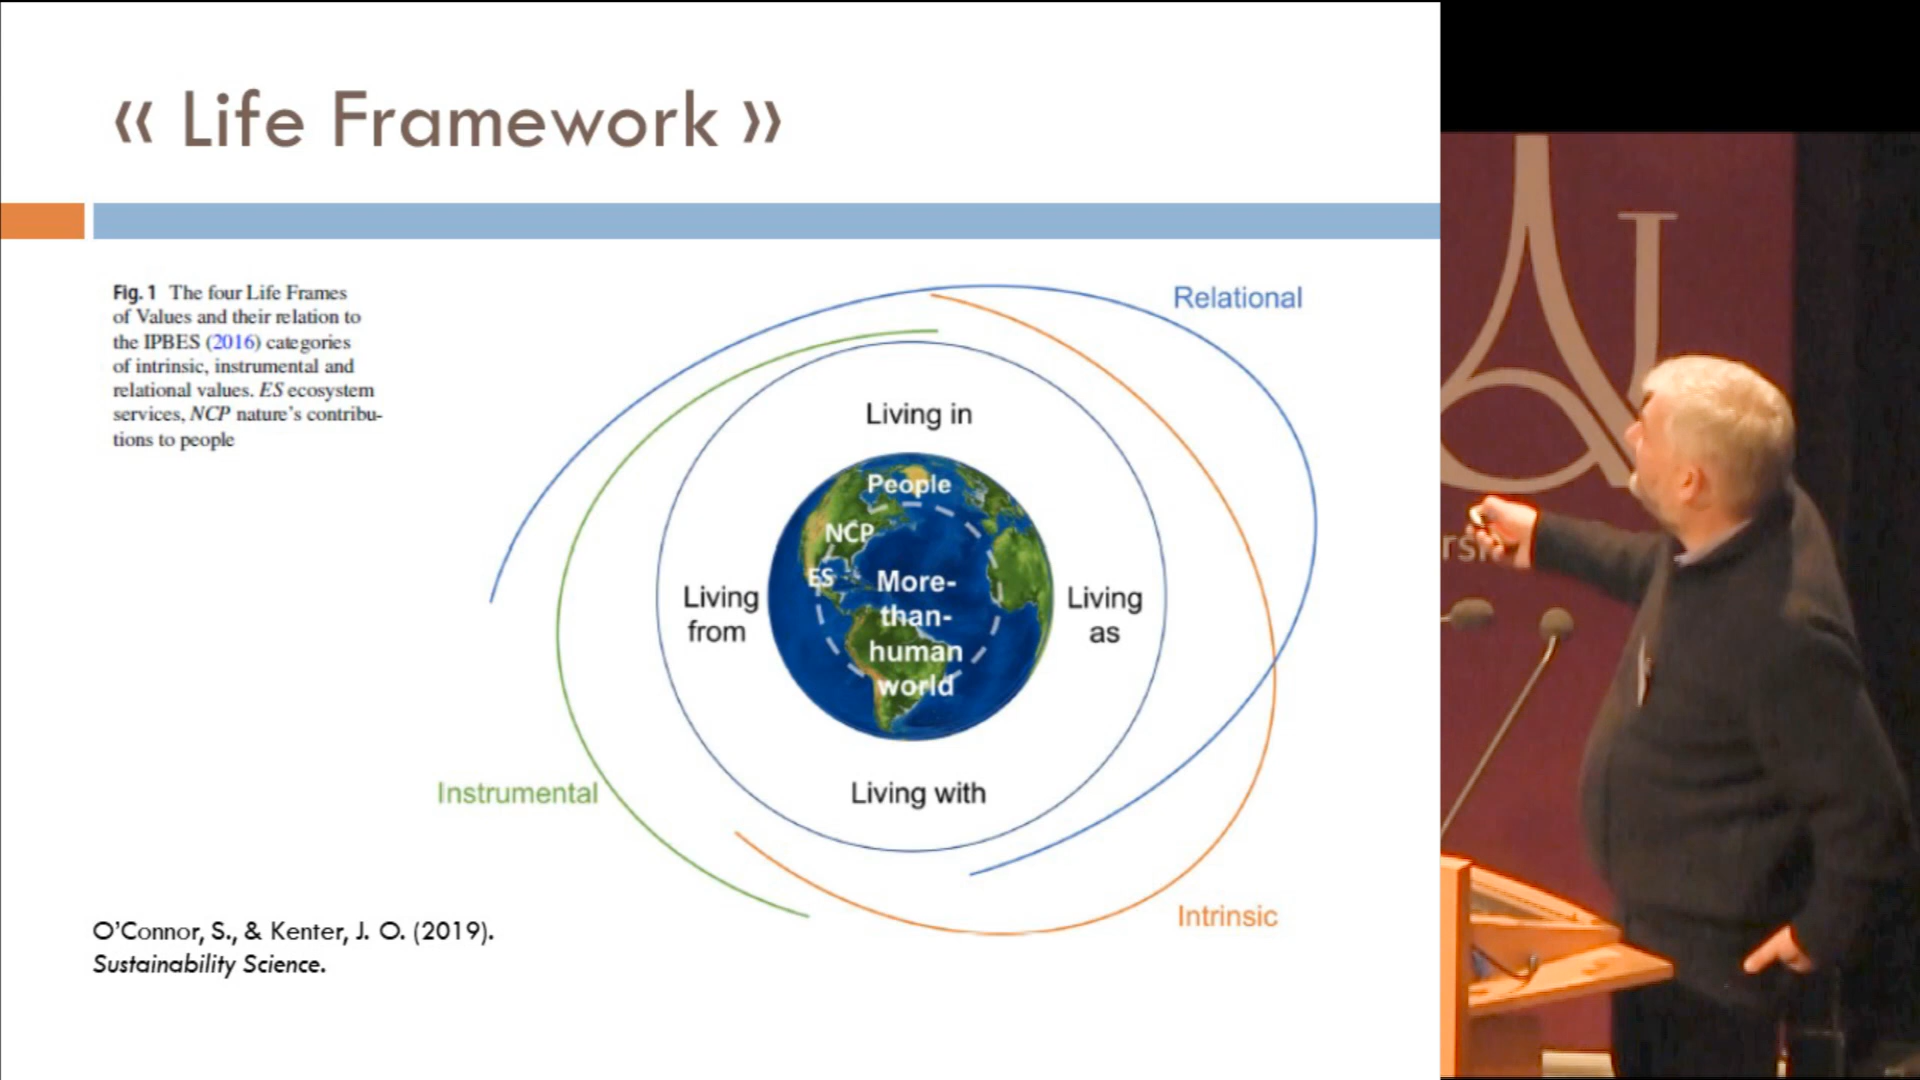 « Life Framework »
Fig. 1 The four Life Frames
of Values and their relation to
the IPBES (2016) categories
of intrinsic, instrumental and
relational values. ES ecosystem
services, NCP nature's contribu-
tions to people
Relational
Living in
People
NCP
ES
More-
than-
human
world
Living
from
Living
as
Living with
Instrumental
Intrinsic
O'Connor, S., & Kenter, J. O. (2019).
Sustainability Science.